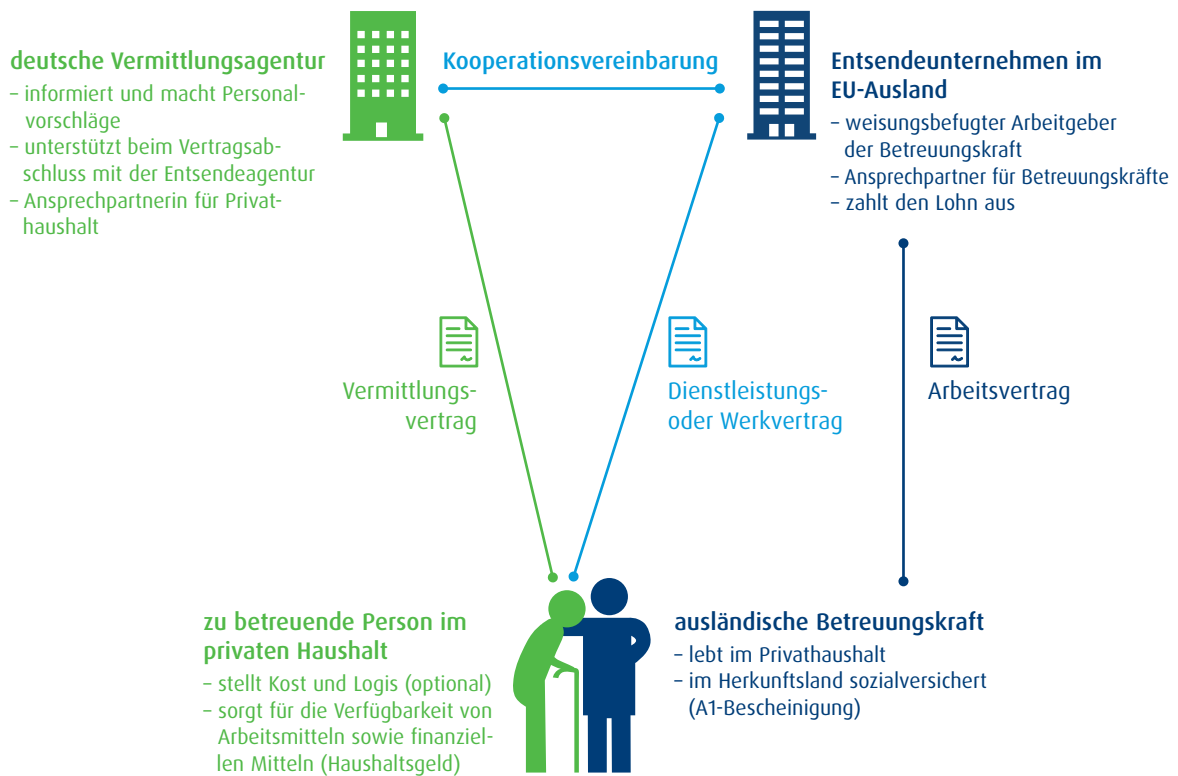 deutsche Vermittlungsagentur
– informiert und macht Personal-
vorschläge
– unterstützt beim Vertragsab-
schluss mit der Entsendeagentur
– Ansprechpartnerin für Privat-
haushalt
Kooperationsvereinbarung
Entsendeunternehmen im
EU-Ausland
– weisungsbefugter Arbeitgeber
der Betreuungskraft
– Ansprechpartner für Betreuungskräfte
– zahlt den Lohn aus
Vermittlungs-
vertrag
Dienstleistungs-
oder Werkvertrag
Arbeitsvertrag
zu betreuende Person im
privaten Haushalt
– stellt Kost und Logis (optional)
– sorgt für die Verfügbarkeit von
Arbeitsmitteln sowie finanziel-
len Mitteln (Haushaltsgeld)
ausländische Betreuungskraft
– lebt im Privathaushalt
– im Herkunftsland sozialversichert
(A1-Bescheinigung)